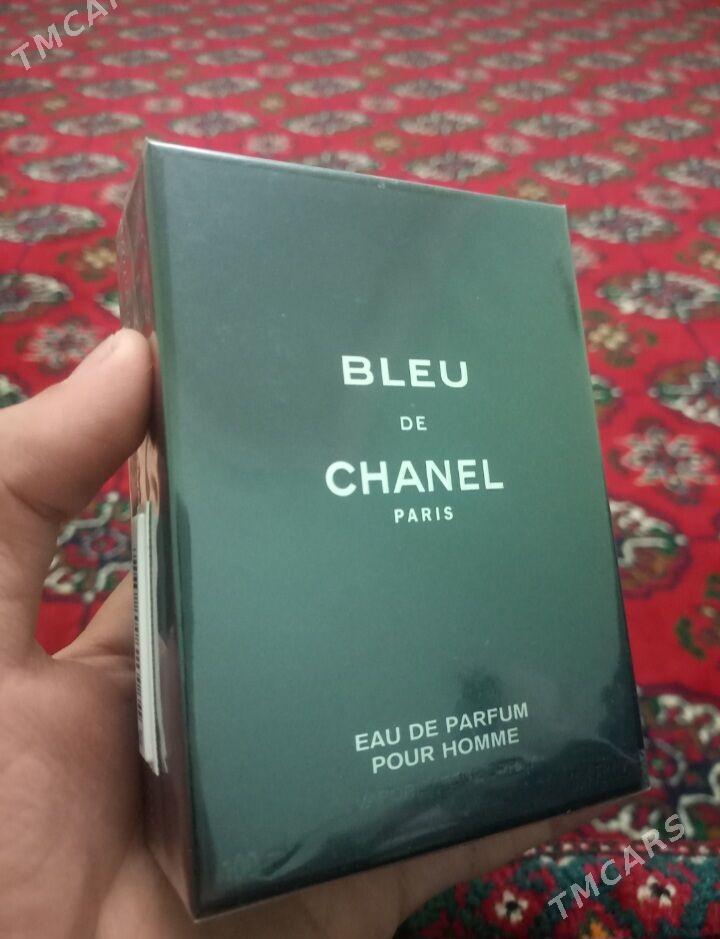 TMCARS
BLEU
DE
CHANEL
PARIS
EAU DE PARFUM
POUR HOMME
TMCARS